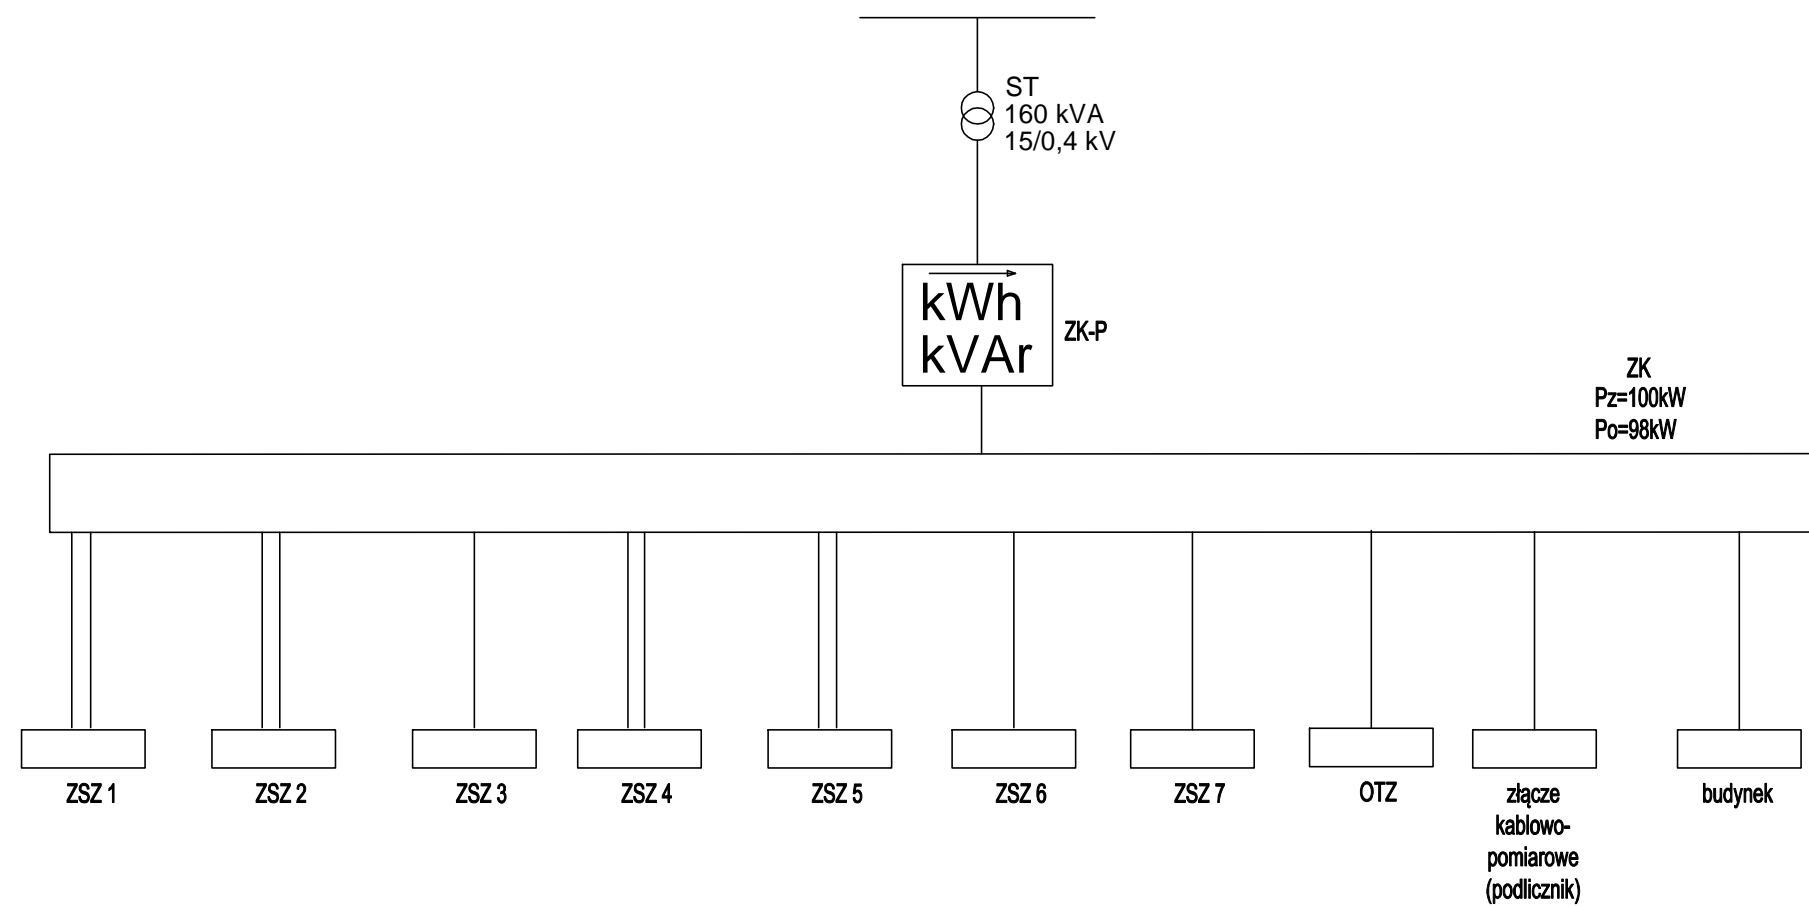 ST
160 kVA
15/0,4 kV
kWh
kVAr
ZK-P
ZK
Pz=100kW
Po=98kW
ZSZ 1
ZSZ 2
ZSZ 3
ZSZ 4
ZSZ 5
ZSZ 6
ZSZ 7
OTZ
złącze
kablowo-
pomiarowe
(podlicznik)
budynek